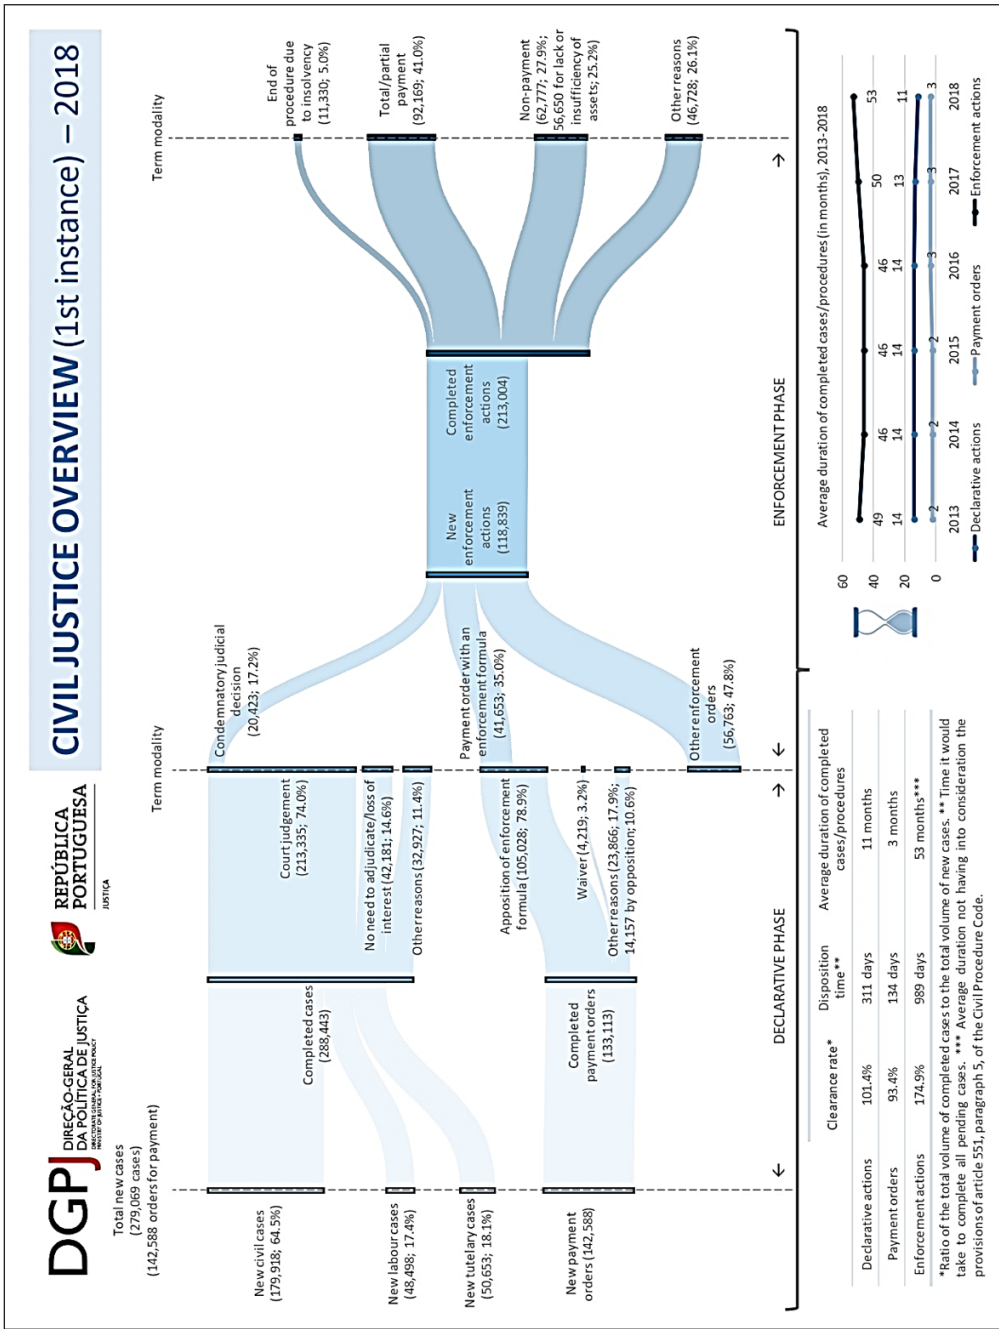 DGPJ
DIREÇÃO-GERAL
DA POLÍTICA DE JUSTIÇA
DIRECTORATE GENERAL FOR JUSTICE POLICY
MINISTRY OF JUSTICE • PORTUGAL
REPÚBLICA
PORTUGUESA
JUSTIÇA
CIVIL JUSTICE OVERVIEW (1st instance) – 2018
Total new cases
(279,069 cases)
(142,588 orders for payment)
Term modality
Term modality
New civil cases
(179,918; 64.5%)
New labour cases
(48,498; 17.4%)
New tutelary cases
(50,653; 18.1%)
New payment
orders (142,588)
Completed cases
(288,443)
Completed
payment orders
(133,113)
Court judgement
(213,335; 74.0%)
No need to adjudicate/loss of
interest (42,181; 14.6%)
Other reasons (32,927; 11.4%)
Apposition of enforcement
formula (105,028; 78.9%)
Waiver (4,219; 3.2%)
Other reasons (23,866; 17.9%;
14,157 by opposition; 10.6%)
Condemnatory judicial
decision
(20,423; 17.2%)
Payment order with an
enforcement formula
(41,653; 35.0%)
Other enforcement
orders
(56,763; 47.8%)
New
enforcement
actions
(118,839)
Completed
enforcement
actions
(213,004)
End of
procedure due
to insolvency
(11,330; 5.0%)
Total/partial
payment
(92,169; 41.0%)
Non-payment
(62,777; 27.9%;
56,650 for lack or
insufficiency of
assets; 25.2%)
Other reasons
(46,728; 26.1%)
← DECLARATIVE PHASE →
← ENFORCEMENT PHASE →
Clearance rate* Disposition time** Average duration of completed cases/procedures
Declarative actions 101.4% 311 days 11 months
Payment orders 93.4% 134 days 3 months
Enforcement actions 174.9% 989 days 53 months***
*Ratio of the total volume of completed cases to the total volume of new cases. ** Time it would
take to complete all pending cases. *** Average duration not having into consideration the
provisions of article 551, paragraph 5, of the Civil Procedure Code.
Average duration of completed cases/procedures (in months), 2013-2018
60
40
20
0
49 46 46 46 50 53
14 14 14 14 13 11
2 2 2 3 3 3
2013 2014 2015 2016 2017 2018
Declarative actions Payment orders Enforcement actions